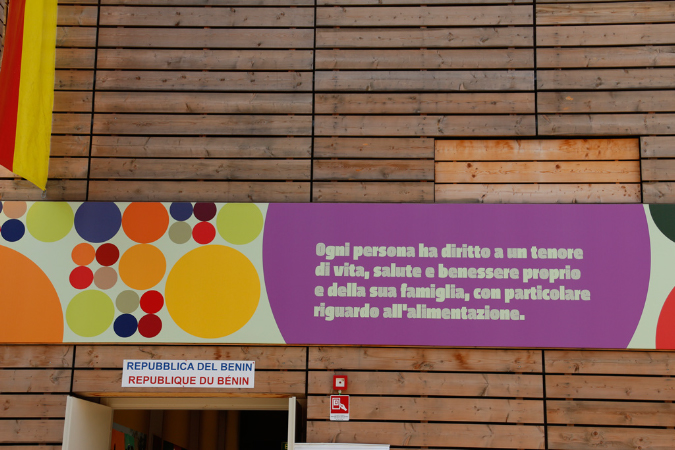 Ogni persona ha diritto a un tenore
di vita, salute e benessere proprio
e della sua famiglia, con particolare
riguardo all'alimentazione.
REPUBBLICA DEL BENIN
REPUBLIQUE DU BENIN